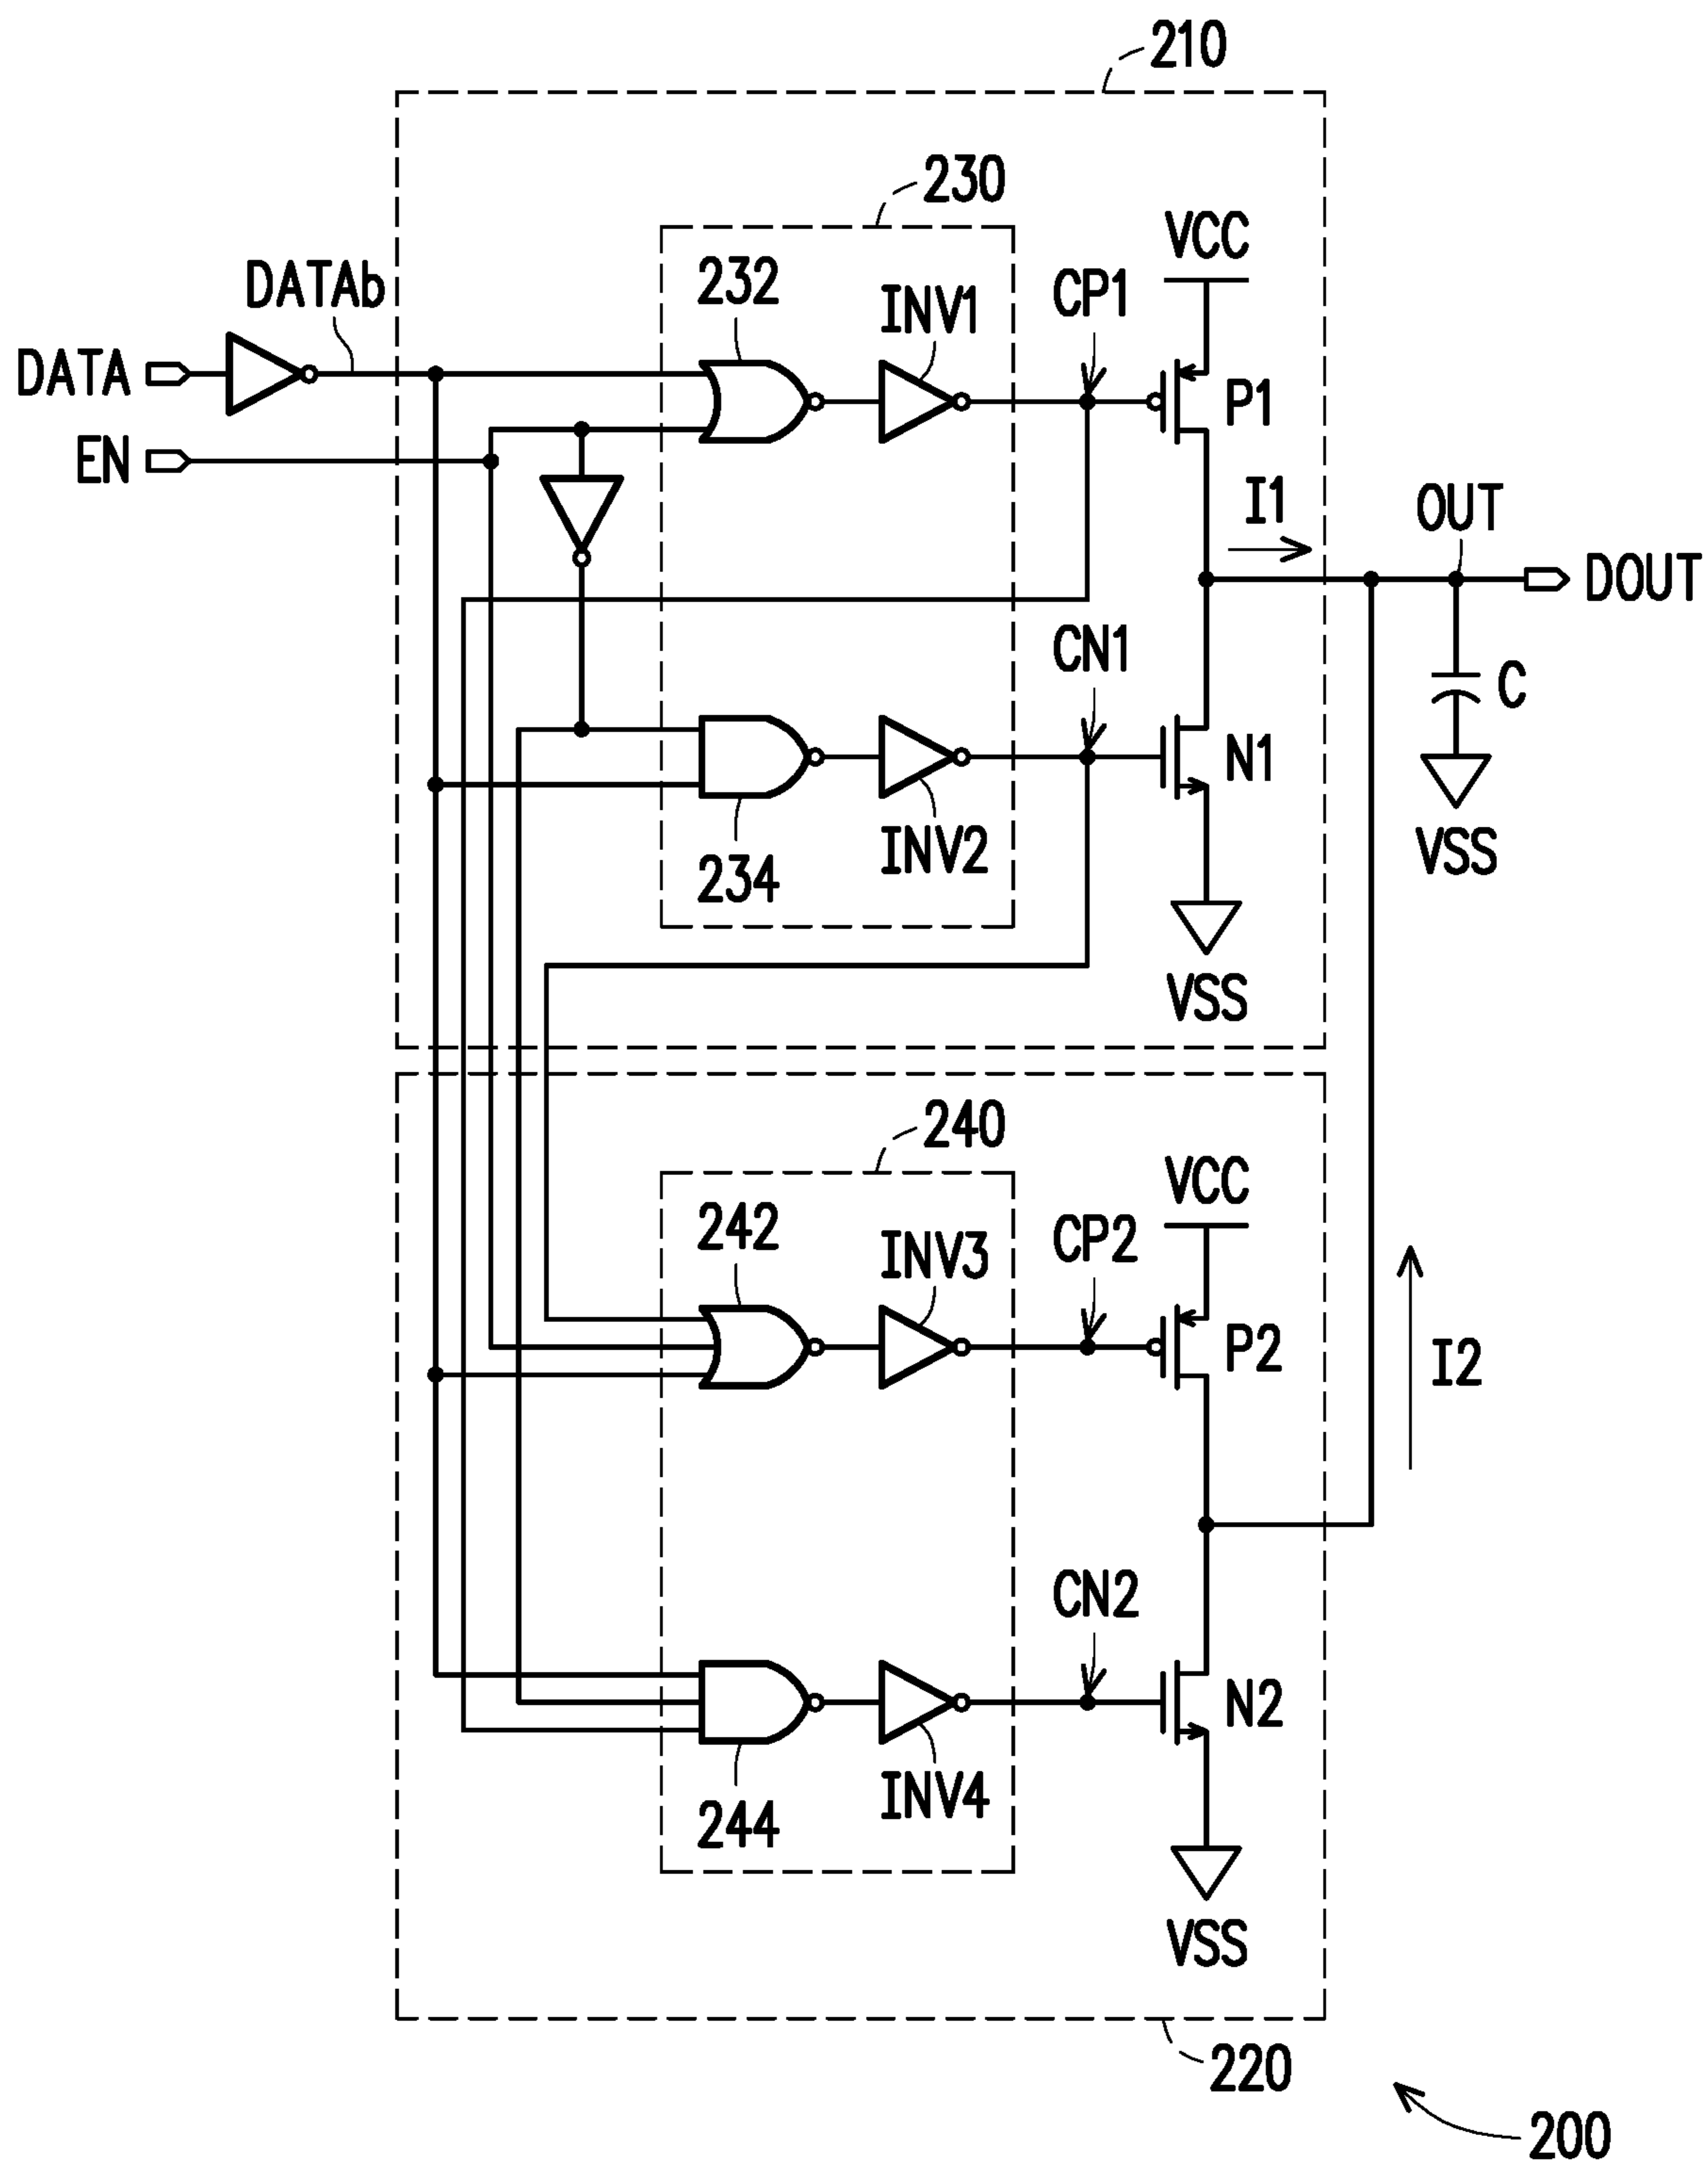 210
230
VCC
DATAb
232
INV1
CP1
DATA
P1
EN
I1
OUT
DOUT
CN1
C
N1
INV2
234
VSS
VSS
240
VCC
242
INV3
CP2
P2
I2
CN2
N2
INV4
244
VSS
220
200